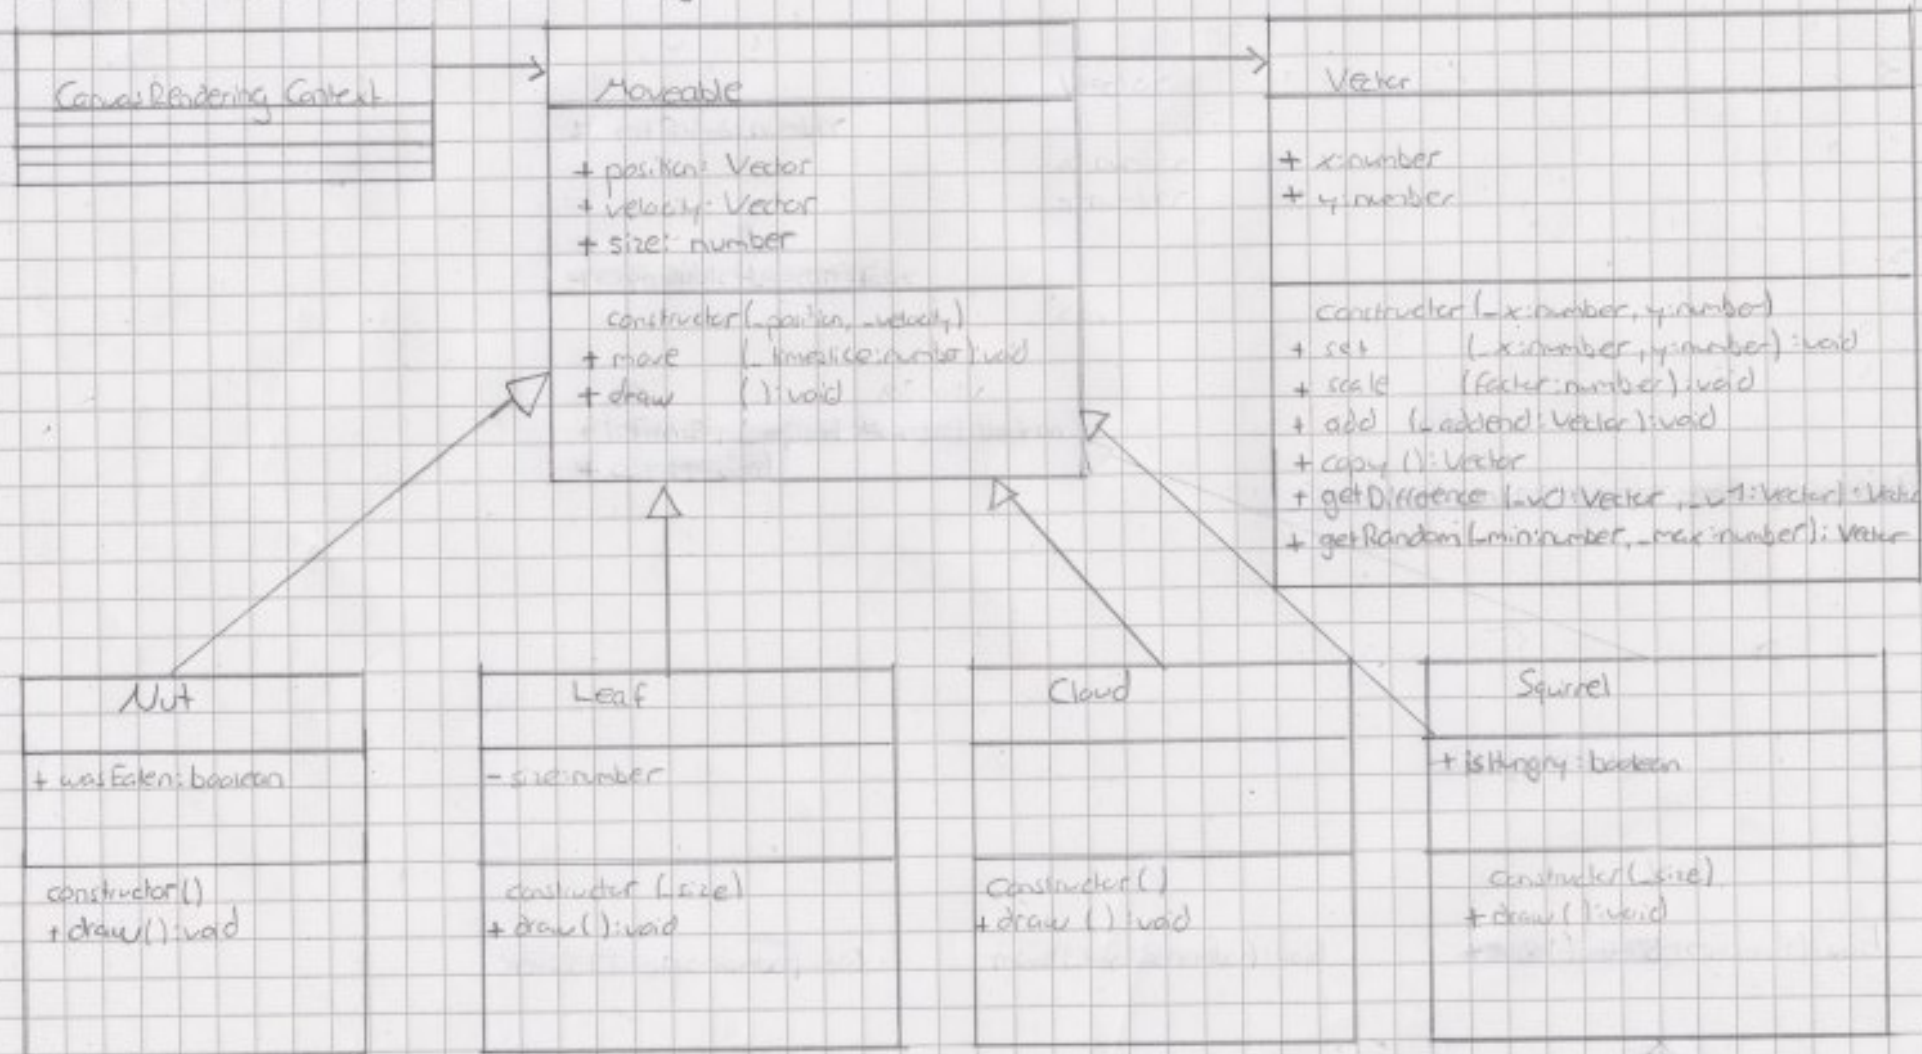 CanvasRendering Context
Moveable
+ position: Vector
+ velocity: Vector
+ size: number
constructor(_position, _velocity)
+ move (_timeslice:number):void
+ draw ():void
Vector
+ x:number
+ y:number
constructor(_x:number, y:number)
+ set (_x:number, y:number):void
+ scale (factor:number):void
+ add (_addend:Vector):void
+ copy ():Vector
+ getDifference (_v0:Vector, _v1:Vector):Vector
+ getRandom(_min:number, _max:number): Vector
Nut
+ wasEaten:boolean
constructor()
+ draw():void
Leaf
- size:number
constructor (_size)
+ draw():void
Cloud
constructor()
+ draw ():void
Squirrel
+ isHungry:boolean
constructor(_size)
+ draw():void